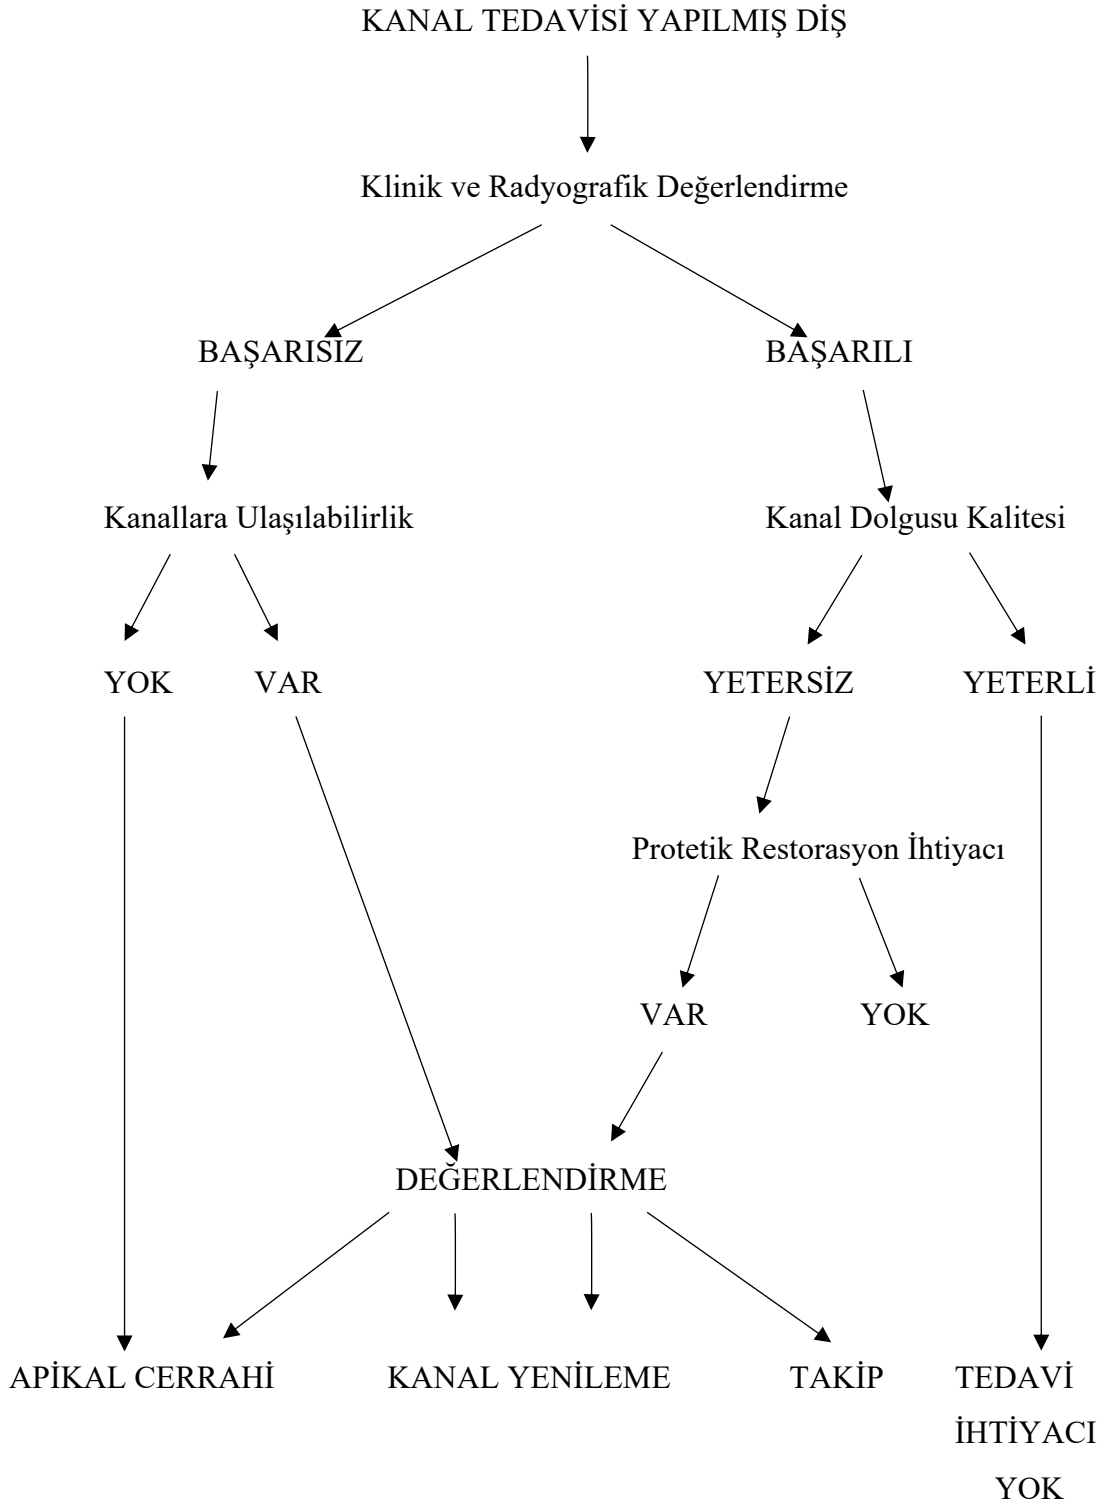 KANAL TEDAVİSİ YAPILMIŞ DİŞ
Klinik ve Radyografik Değerlendirme
BAŞARISIZ
BAŞARILI
Kanallara Ulaşılabilirlik
Kanal Dolgusu Kalitesi
YOK
VAR
YETERSİZ
YETERLİ
Protetik Restorasyon İhtiyacı
VAR
YOK
DEĞERLENDİRME
APİKAL CERRAHİ
KANAL YENİLEME
TAKİP
TEDAVİ
İHTİYACI
YOK